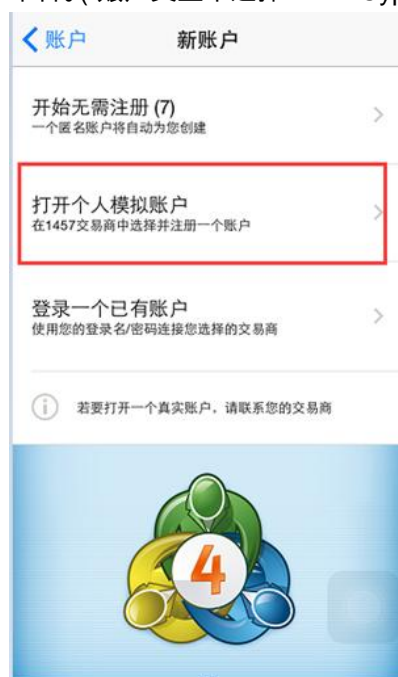 账户
新账户
开始无需注册 (7)
一个匿名账户将自动为您创建
打开个人模拟账户
在1457交易商中选择并注册一个账户
登录一个已有账户
使用您的登录名/密码连接您选择的交易商
若要打开一个真实账户，请联系您的交易商
4